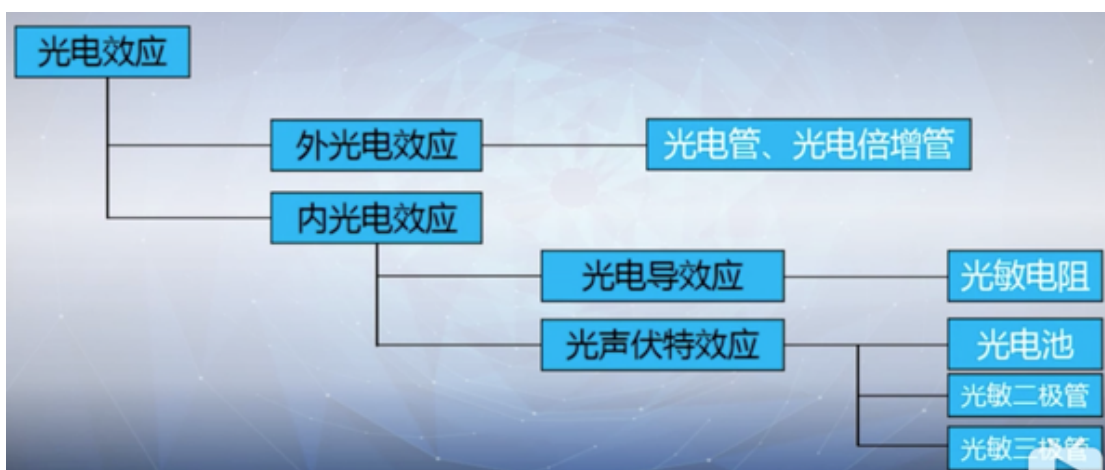 光电效应
外光电效应
光电管、光电倍增管
内光电效应
光电导效应
光敏电阻
光声伏特效应
光电池
光敏二极管
光敏三极管